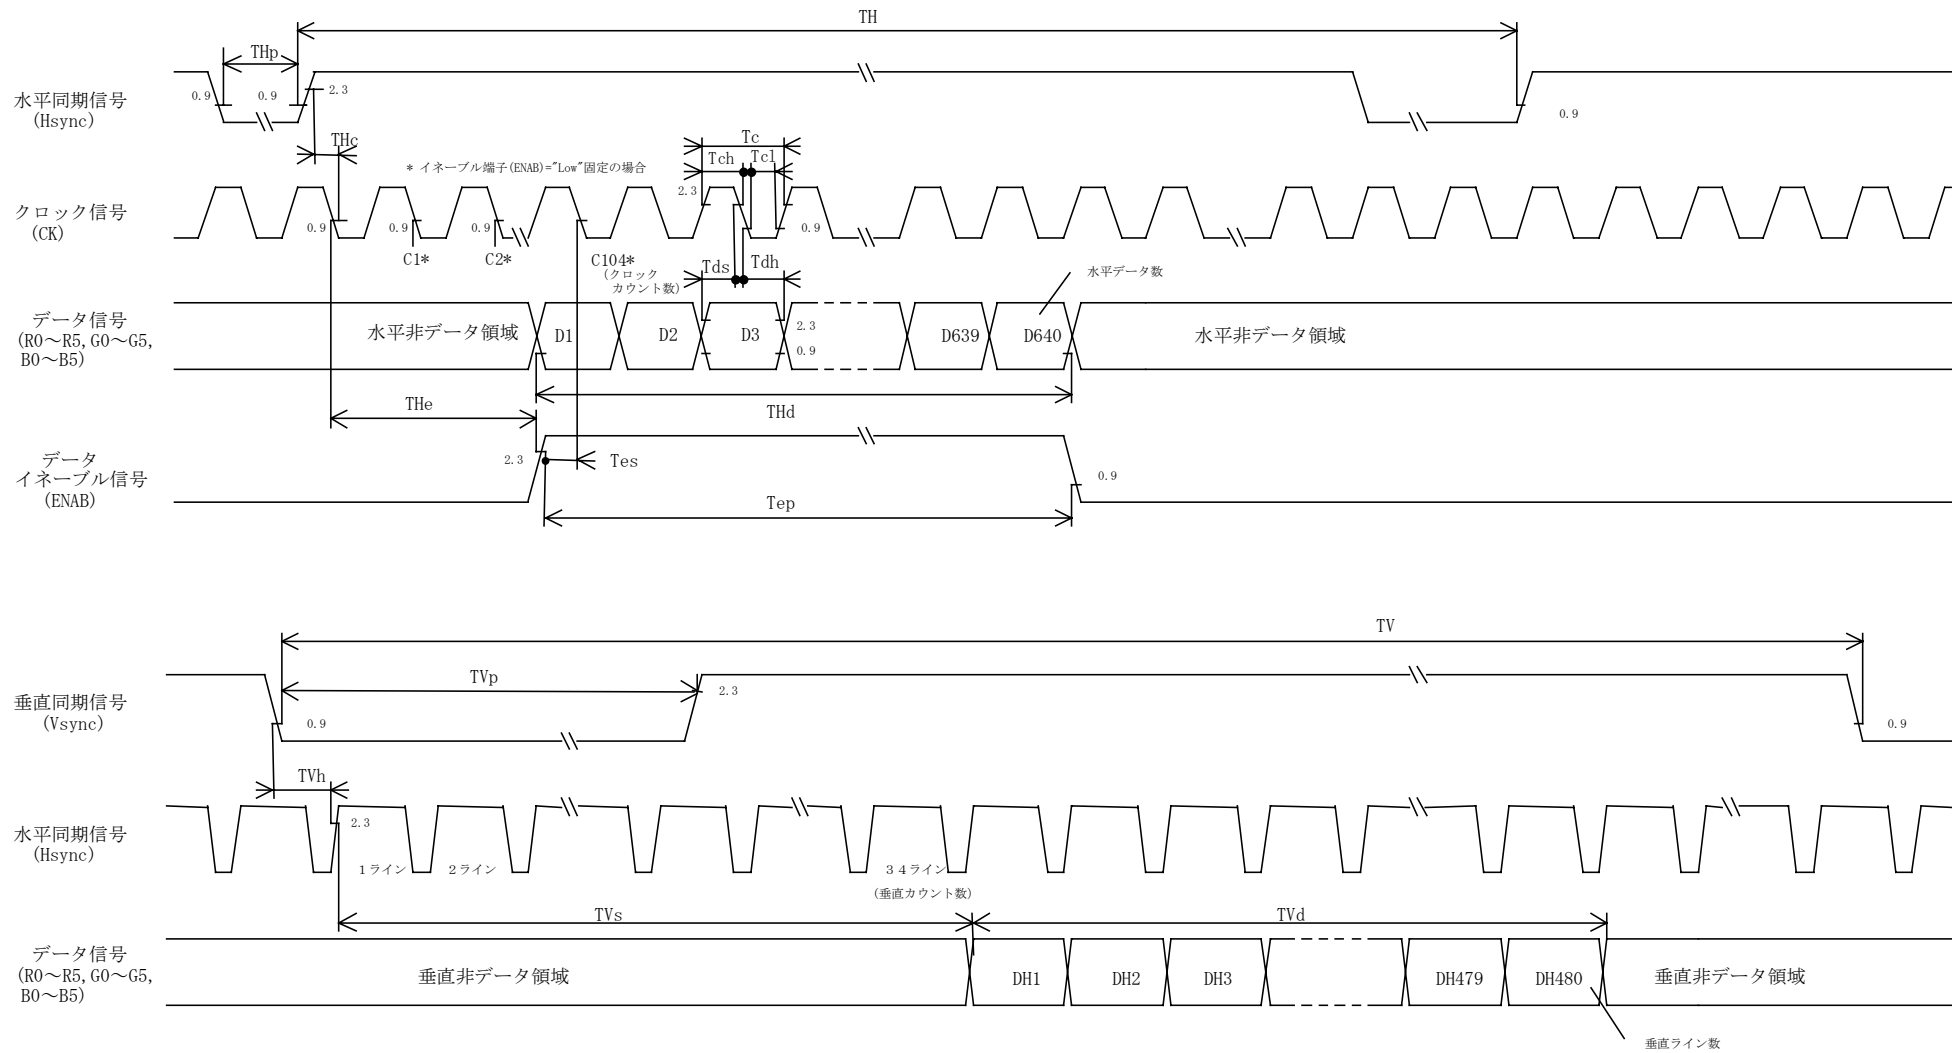 TH
THp
0.9
0.9
2.3
水平同期信号
(Hsync)
0.9
THc
* イネーブル端子(ENAB)="Low"固定の場合
Tc
Tch
Tcl
2.3
クロック信号
(CK)
0.9
0.9
0.9
0.9
C1*
C2*
C104*
(クロック
カウント数)
Tds
Tdh
水平データ数
データ信号
(R0～R5,G0～G5,
B0～B5)
水平非データ領域
D1
D2
D3
2.3
0.9
D639
D640
水平非データ領域
THe
THd
データ
イネーブル信号
(ENAB)
2.3
Tes
0.9
Tep
TV
TVp
2.3
垂直同期信号
(Vsync)
0.9
0.9
TVh
水平同期信号
(Hsync)
2.3
1ライン
2ライン
34ライン
(垂直カウント数)
TVs
TVd
データ信号
(R0～R5,G0～G5,
B0～B5)
垂直非データ領域
DH1
DH2
DH3
DH479
DH480
垂直非データ領域
垂直ライン数